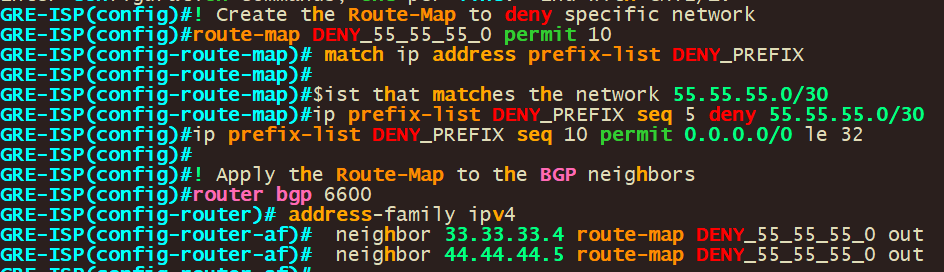 GRE-ISP(config)#! Create the Route-Map to deny specific network
GRE-ISP(config)#route-map DENY_55_55_55_0 permit 10
GRE-ISP(config-route-map)# match ip address prefix-list DENY_PREFIX
GRE-ISP(config-route-map)#
GRE-ISP(config-route-map)#$ist that matches the network 55.55.55.0/30
GRE-ISP(config-route-map)#ip prefix-list DENY_PREFIX seq 5 deny 55.55.55.0/30
GRE-ISP(config)#ip prefix-list DENY_PREFIX seq 10 permit 0.0.0.0/0 le 32
GRE-ISP(config)#
GRE-ISP(config)#! Apply the Route-Map to the BGP neighbors
GRE-ISP(config)#router bgp 6600
GRE-ISP(config-router)# address-family ipv4
GRE-ISP(config-router-af)#  neighbor 33.33.33.4 route-map DENY_55_55_55_0 out
GRE-ISP(config-router-af)#  neighbor 44.44.44.5 route-map DENY_55_55_55_0 out
GRE-ISP(config-router-af)#